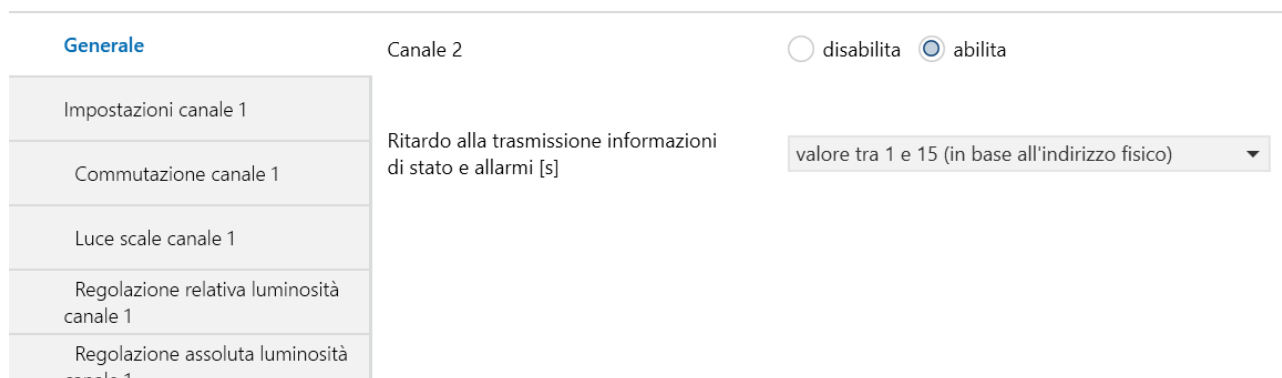 Generale
Impostazioni canale 1
Commutazione canale 1
Luce scale canale 1
Regolazione relativa luminosità
canale 1
Regolazione assoluta luminosità
canale 1
Canale 2
disabilita abilita
Ritardo alla trasmissione informazioni
di stato e allarmi [s]
valore tra 1 e 15 (in base all'indirizzo fisico)